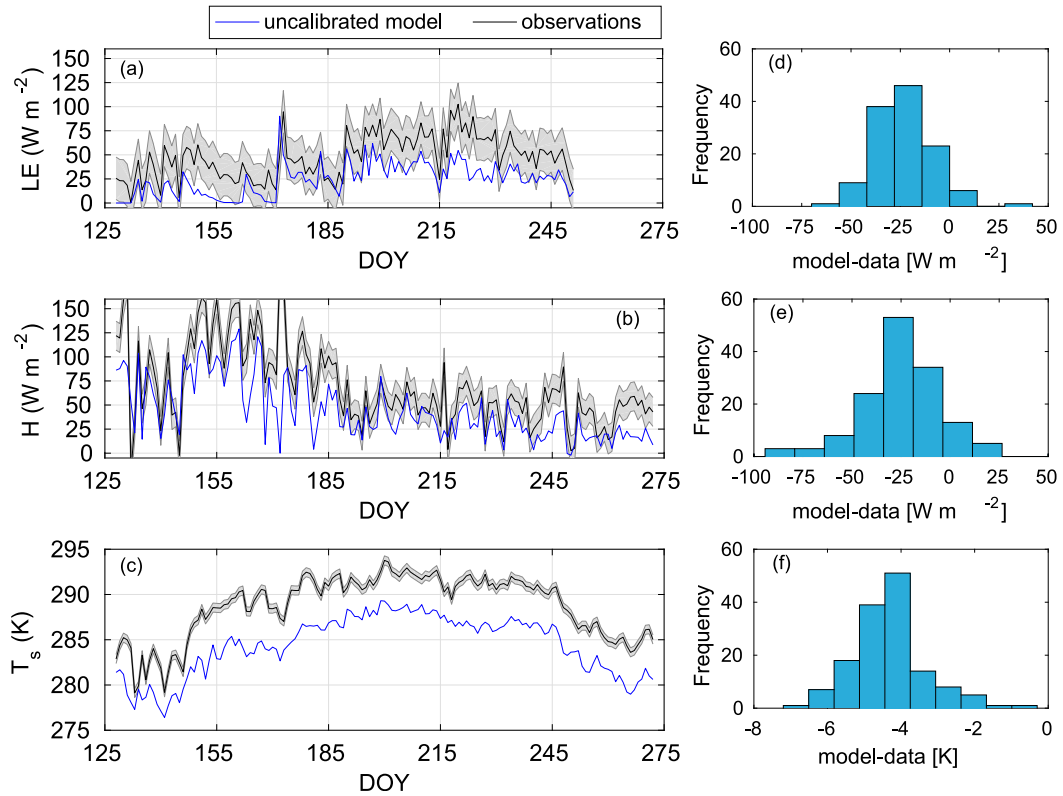 uncalibrated model observations
(a)
LE (W m -2)
150
125
100
75
50
25
0
125 155 185 215 245 275
DOY
(d)
Frequency
60
40
20
0
-100 -75 -50 -25 0 25 50
model-data [W m -2]
(b)
H (W m -2)
150
125
100
75
50
25
0
125 155 185 215 245 275
DOY
(e)
Frequency
60
40
20
0
-100 -75 -50 -25 0 25 50
model-data [W m -2]
(c)
T s (K)
295
290
285
280
275
125 155 185 215 245 275
DOY
(f)
Frequency
60
40
20
0
-8 -6 -4 -2 0
model-data [K]